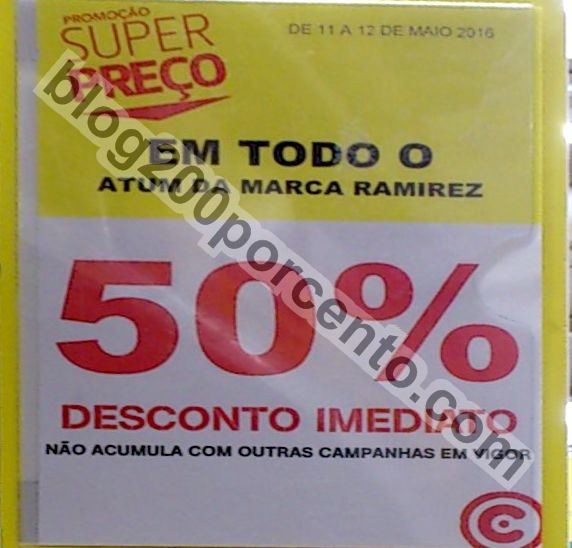 PROMOÇÃO
SUPER
PREÇO
DE 11 A 12 DE MAIO 2016
EM TODO O
ATUM DA MARCA RAMIREZ
50%
DESCONTO IMEDIATO
NÃO ACUMULA COM OUTRAS CAMPANHAS EM VIGOR
C
blog200porcento.com